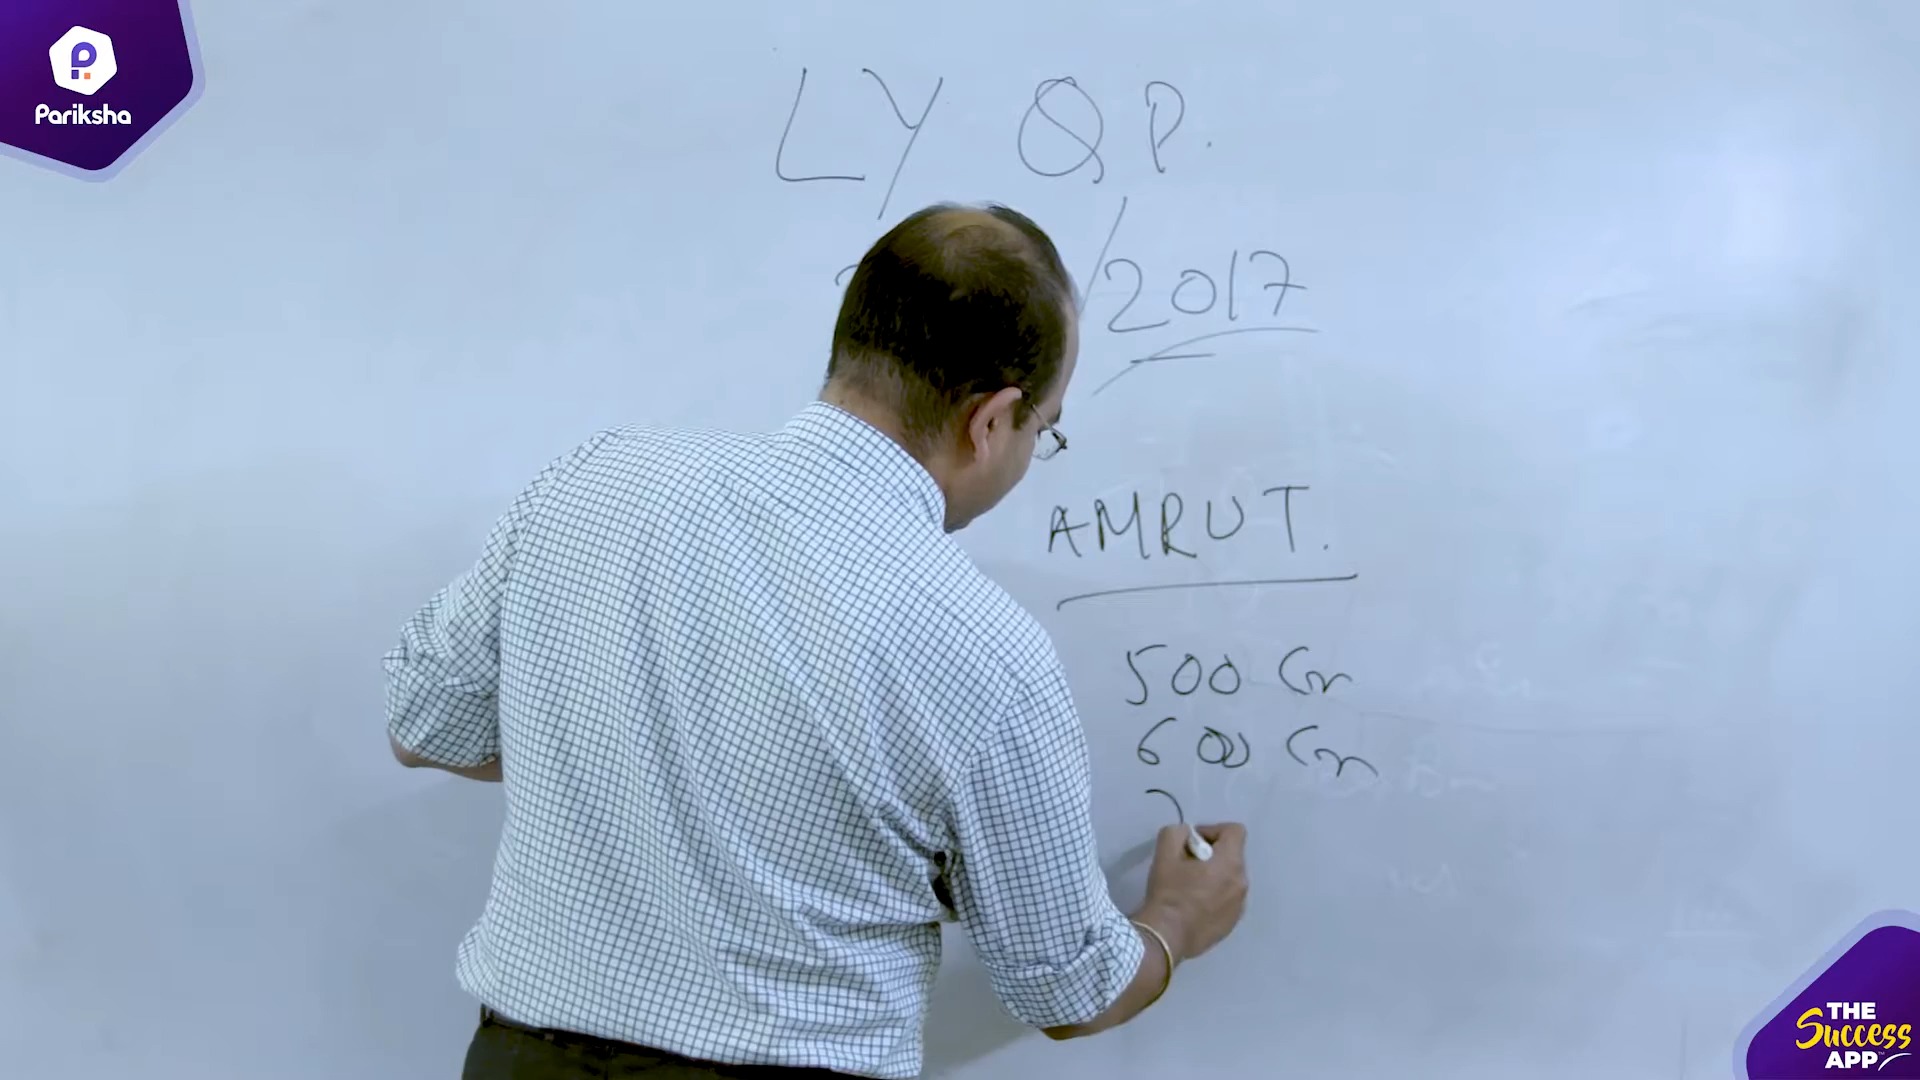 Pariksha
LY QP.
/2017
AMRUT.
500 Cr
600 Cr
THE
Success
APP